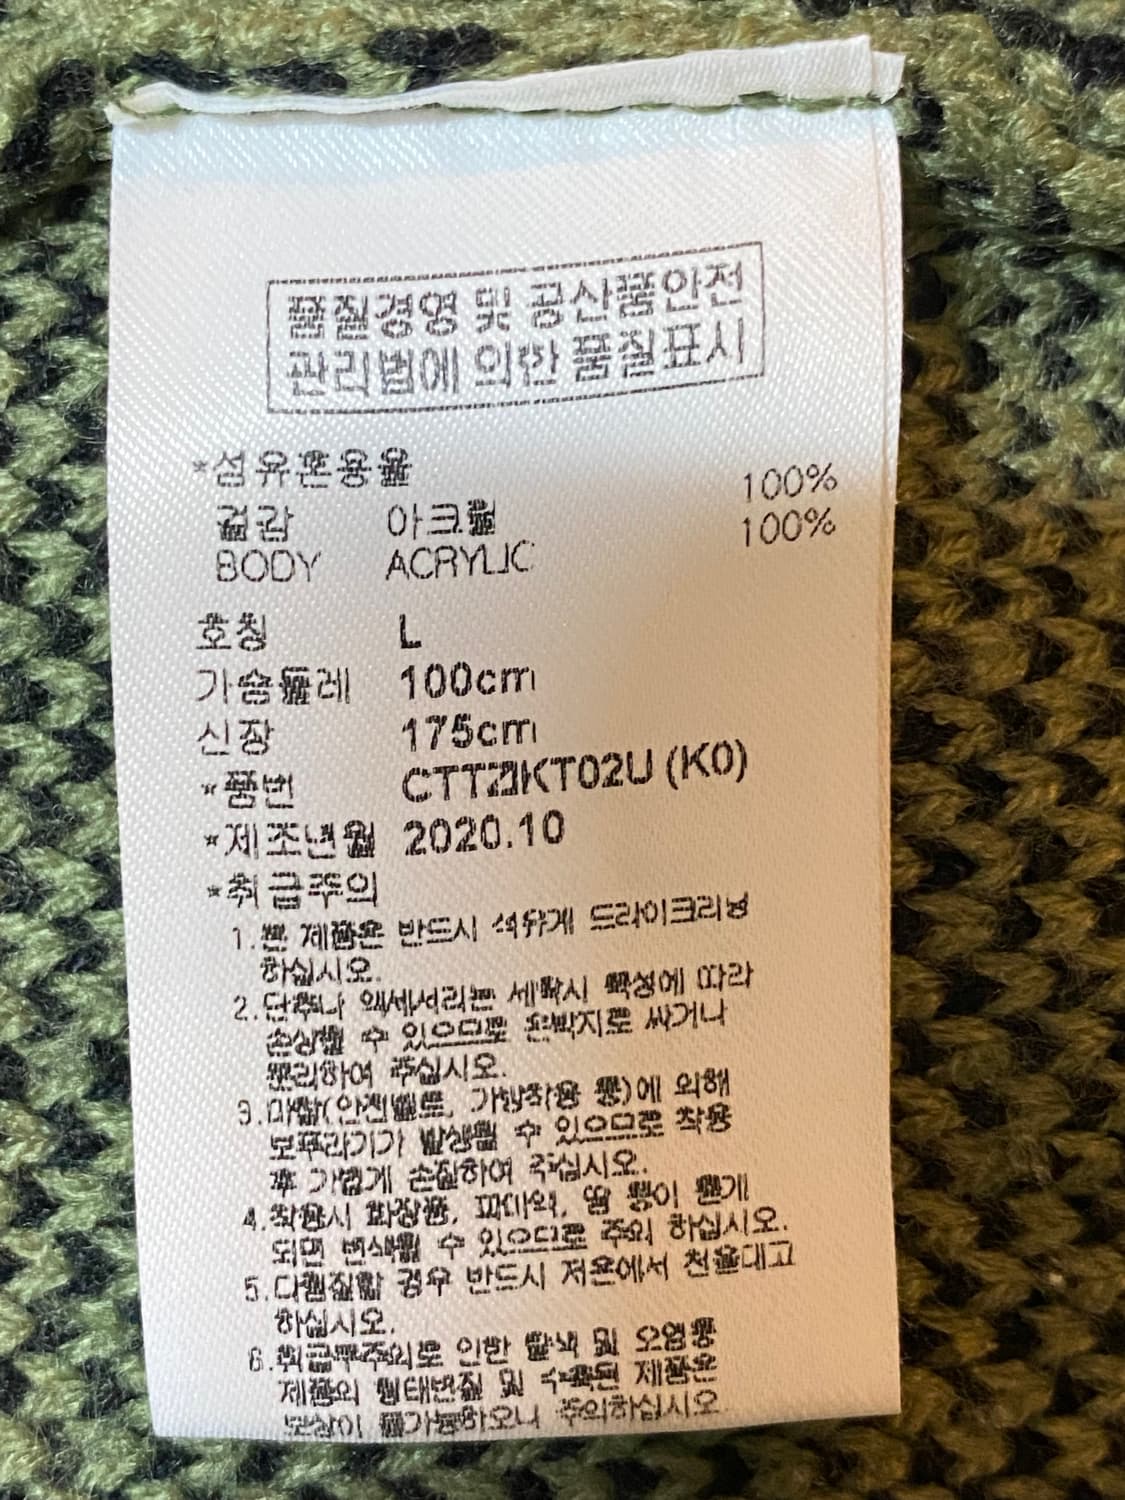 품질경영 및 공산품안전
관리법에 의한 품질표시
*섬유혼용율
겉감 아크릴 100%
BODY ACRYLIC 100%
호칭 L
가슴둘레 100cm
신장 175cm
*품번 (K0)
*제조년월 2020.10
*취급주의
1.본 제품은 반드시 석유계 드라이크리닝
하십시오.
2.단추나 액세서리는 세탁시 특성에 따라
손상될 수 있으므로 은박지로 싸거나
분리하여 주십시오.
3.마찰(안전벨트, 가방착용 등)에 의해
보푸라기가 발생될 수 있으므로 착용
후 가볍게 손질하여 주십시오.
4.착용시 화장품, 파마약, 땀 등이 묻게
되면 변색될 수 있으므로 주의 하십시오.
5.다림질할 경우 반드시 저온에서 천을대고
하십시오.
6.취급부주의로 인한 탈색 및 오염등
제품의 형태변질 및 수축된 제품은
보상이 불가능하오니 주의하십시오.